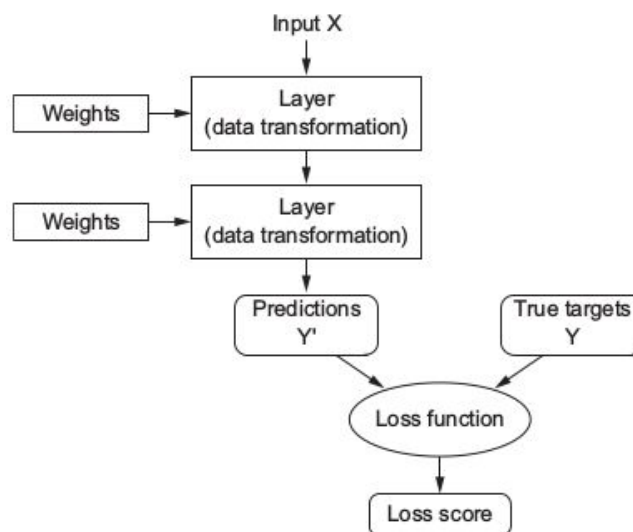 Input X
Layer
(data transformation)
Weights
Layer
(data transformation)
Weights
Predictions
Y'
True targets
Y
Loss function
Loss score